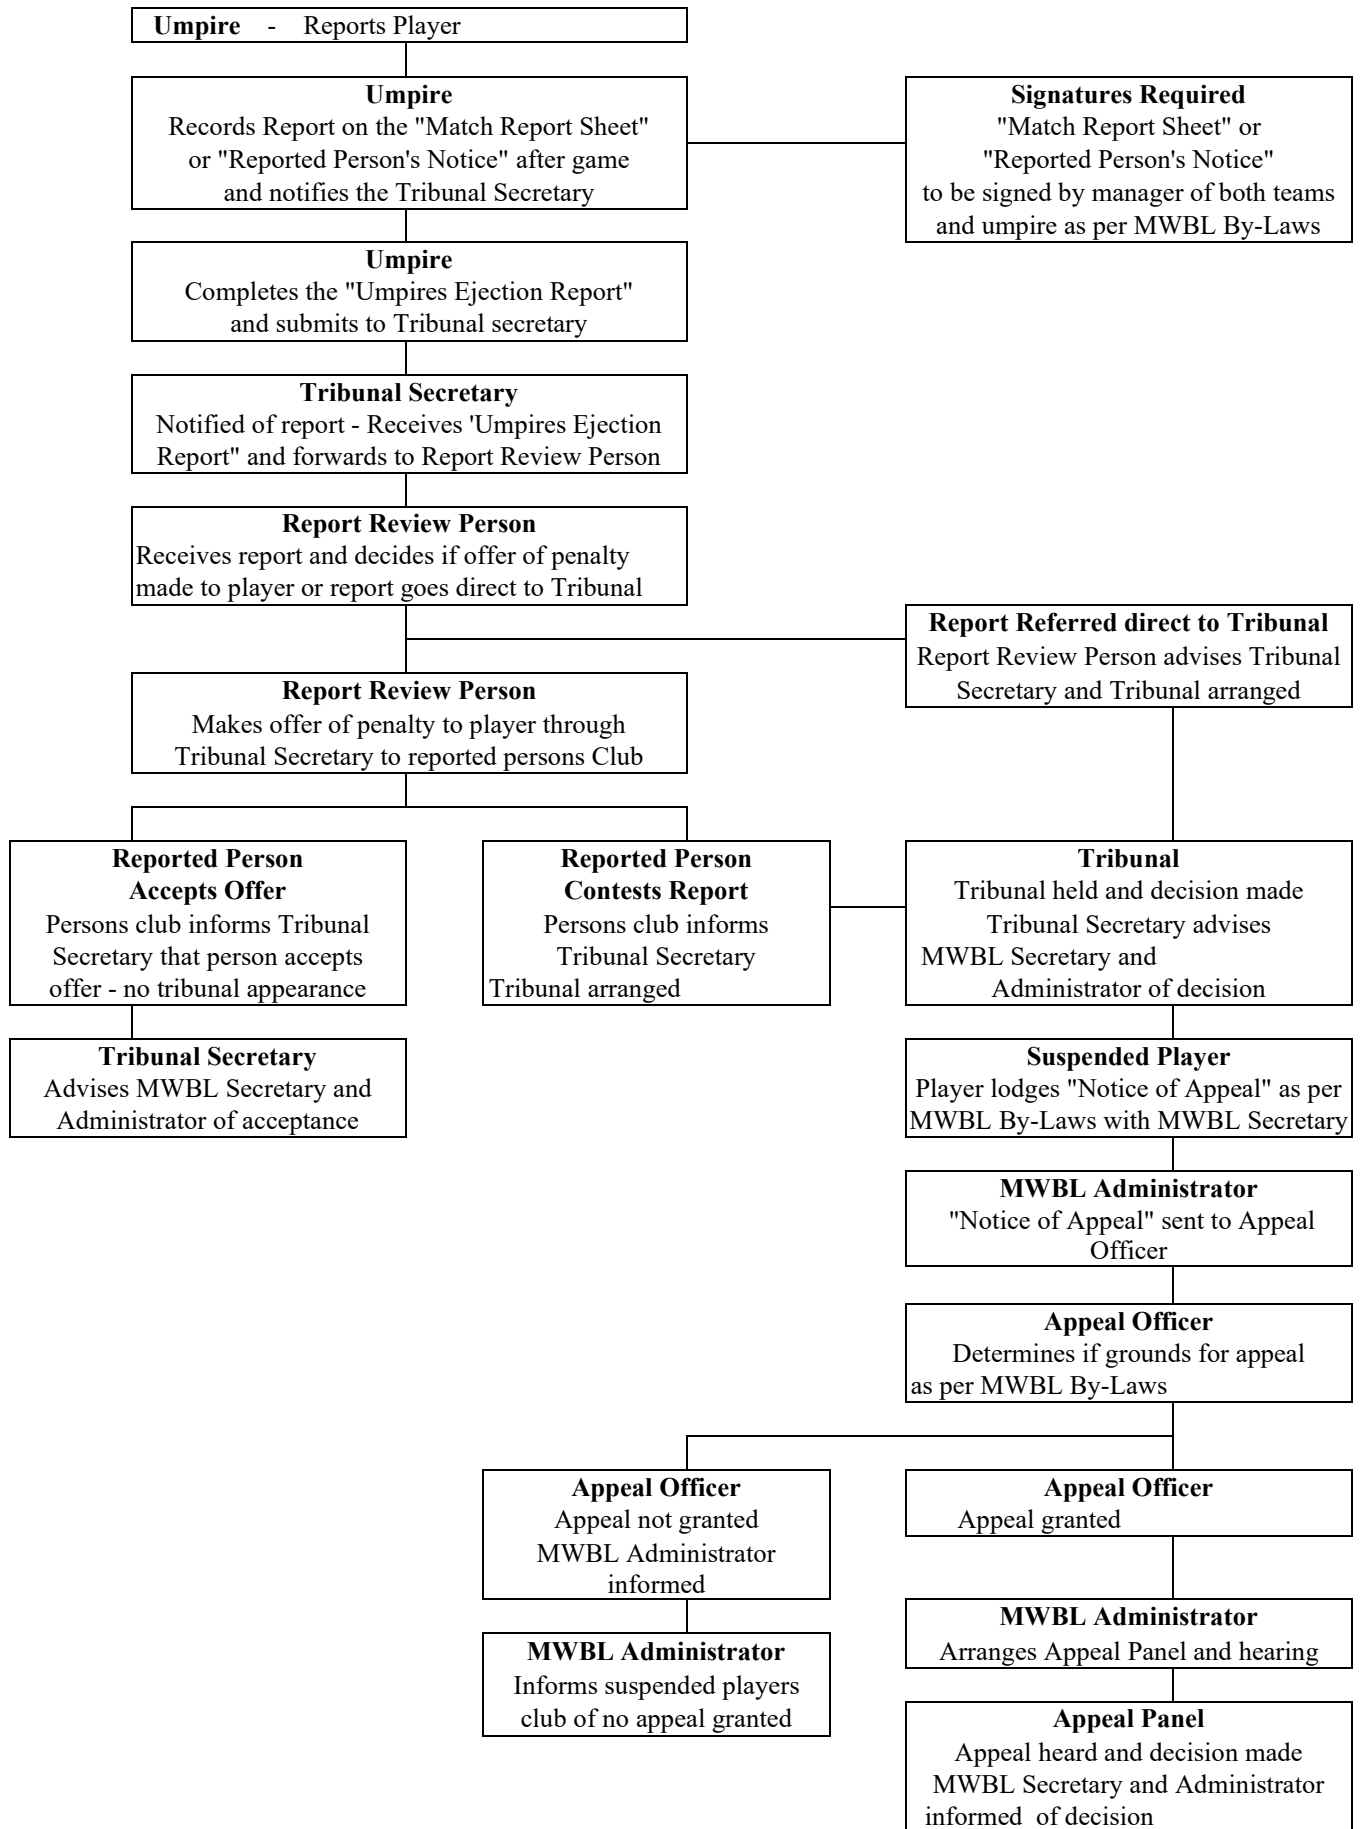 Umpire - Reports Player
Umpire
Records Report on the "Match Report Sheet"
or "Reported Person's Notice" after game
and notifies the Tribunal Secretary
Signatures Required
"Match Report Sheet" or
"Reported Person's Notice"
to be signed by manager of both teams
and umpire as per MWBL By-Laws
Umpire
Completes the "Umpires Ejection Report"
and submits to Tribunal secretary
Tribunal Secretary
Notified of report - Receives 'Umpires Ejection
Report" and forwards to Report Review Person
Report Review Person
Receives report and decides if offer of penalty
made to player or report goes direct to Tribunal
Report Referred direct to Tribunal
Report Review Person advises Tribunal
Secretary and Tribunal arranged
Report Review Person
Makes offer of penalty to player through
Tribunal Secretary to reported persons Club
Reported Person
Accepts Offer
Persons club informs Tribunal
Secretary that person accepts
offer - no tribunal appearance
Reported Person
Contests Report
Persons club informs
Tribunal Secretary
Tribunal arranged
Tribunal
Tribunal held and decision made
Tribunal Secretary advises
MWBL Secretary and
Administrator of decision
Tribunal Secretary
Advises MWBL Secretary and
Administrator of acceptance
Suspended Player
Player lodges "Notice of Appeal" as per
MWBL By-Laws with MWBL Secretary
MWBL Administrator
"Notice of Appeal" sent to Appeal
Officer
Appeal Officer
Determines if grounds for appeal
as per MWBL By-Laws
Appeal Officer
Appeal not granted
MWBL Administrator
informed
Appeal Officer
Appeal granted
MWBL Administrator
Informs suspended players
club of no appeal granted
MWBL Administrator
Arranges Appeal Panel and hearing
Appeal Panel
Appeal heard and decision made
MWBL Secretary and Administrator
informed of decision